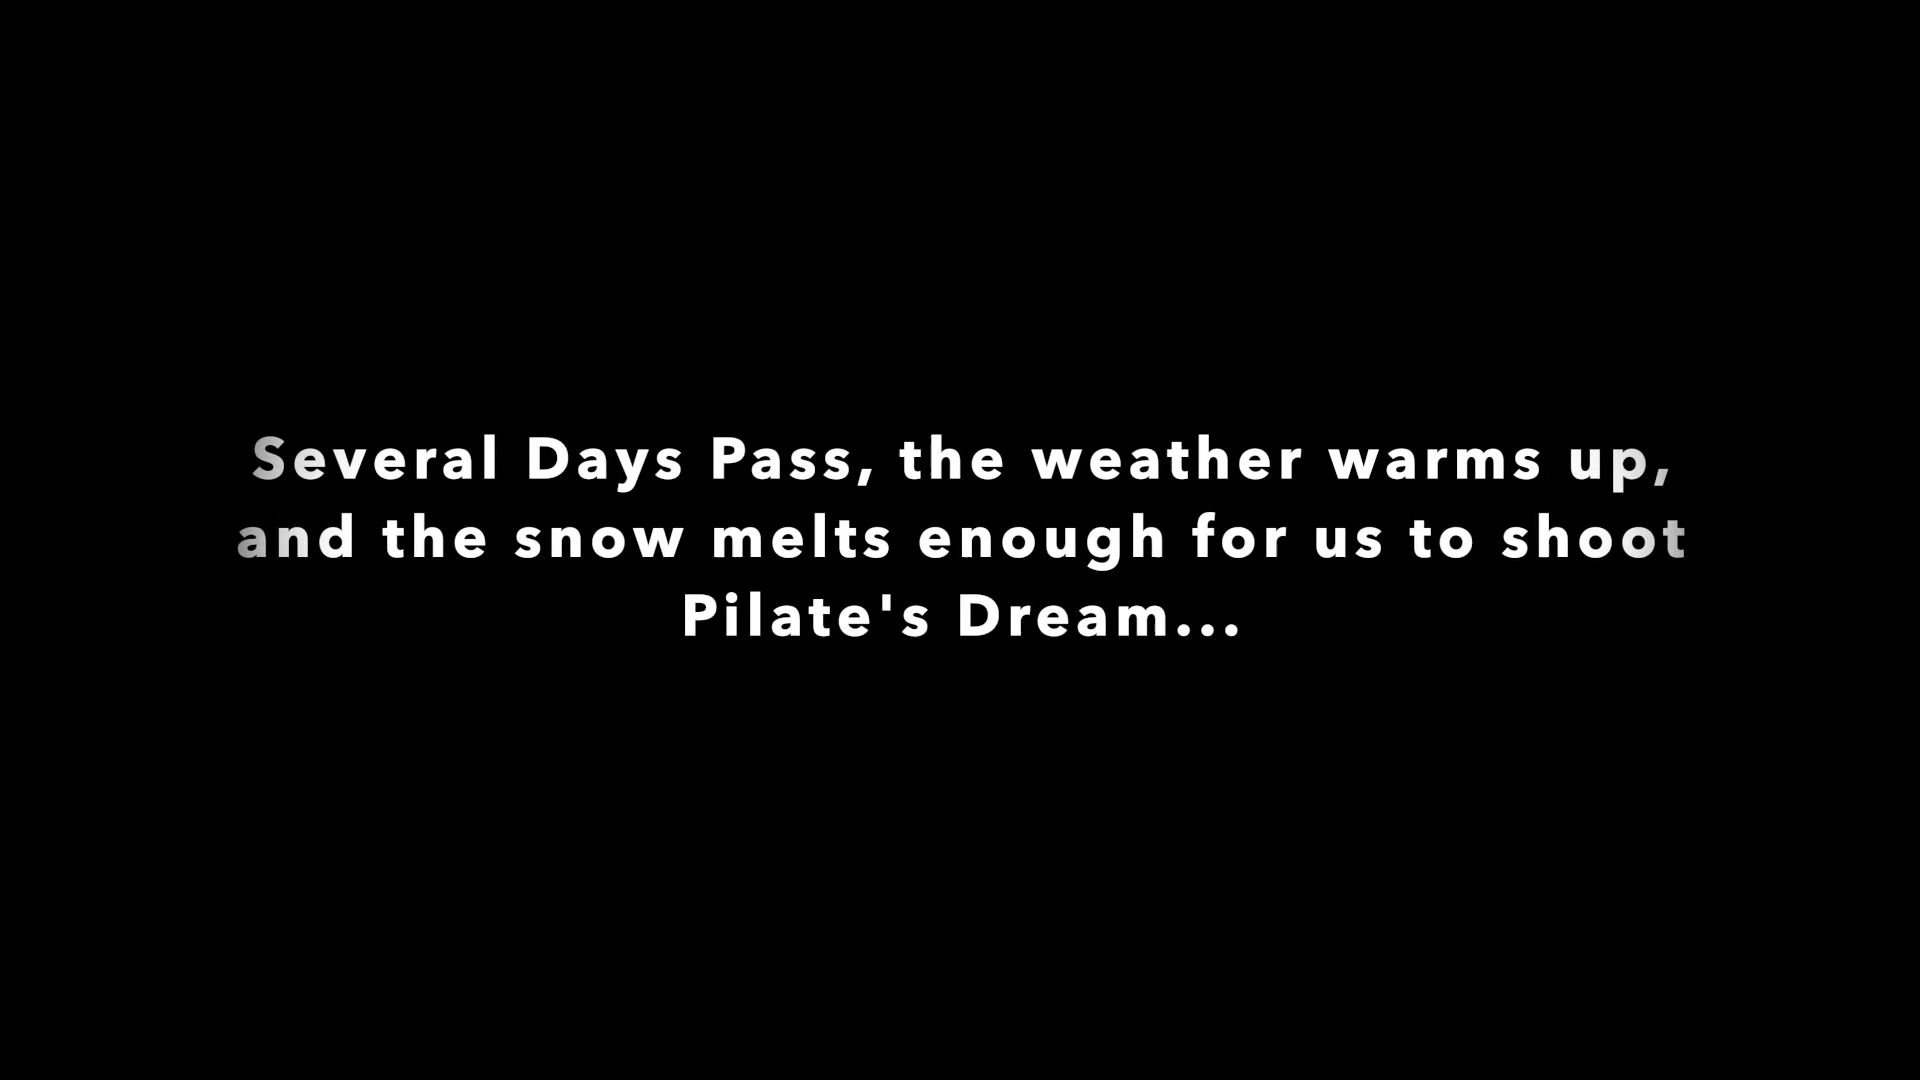 Several Days Pass, the weather warms up,
and the snow melts enough for us to shoot
Pilate's Dream...